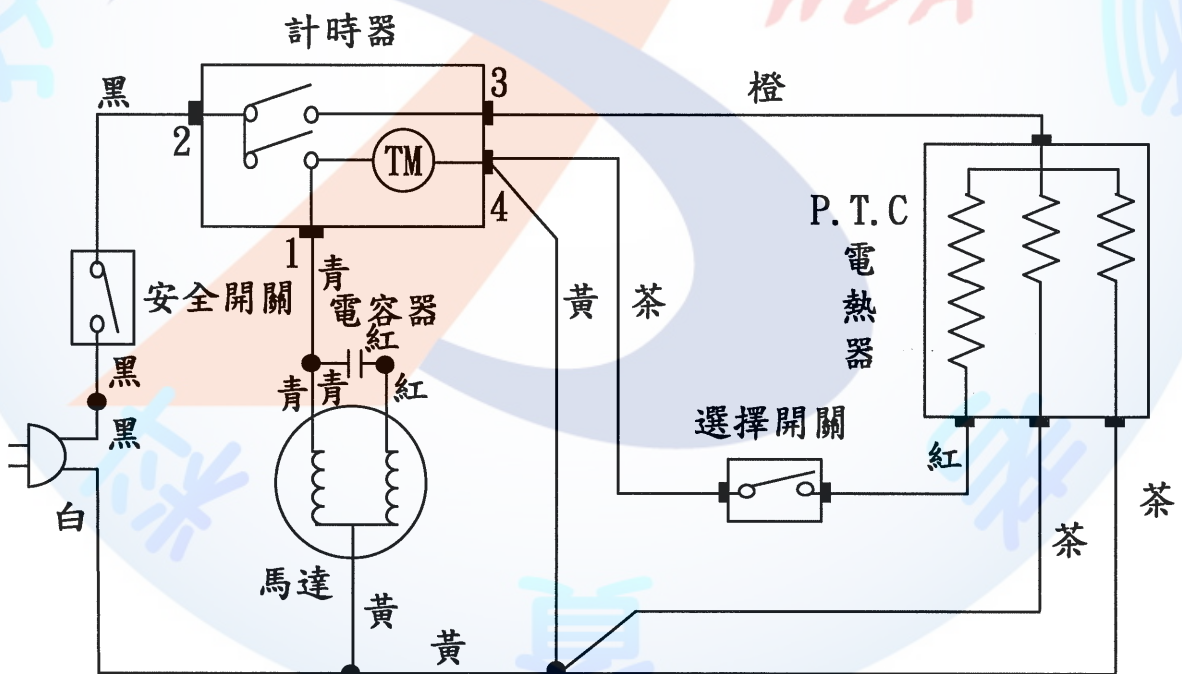 計時器
黑
2
3
橙
TM
4
1
P.T.C
電
熱
器
安全開關
青
電容器
紅
黃
茶
黑
青
青
紅
黑
選擇開關
紅
白
茶
茶
馬達
黃
黃